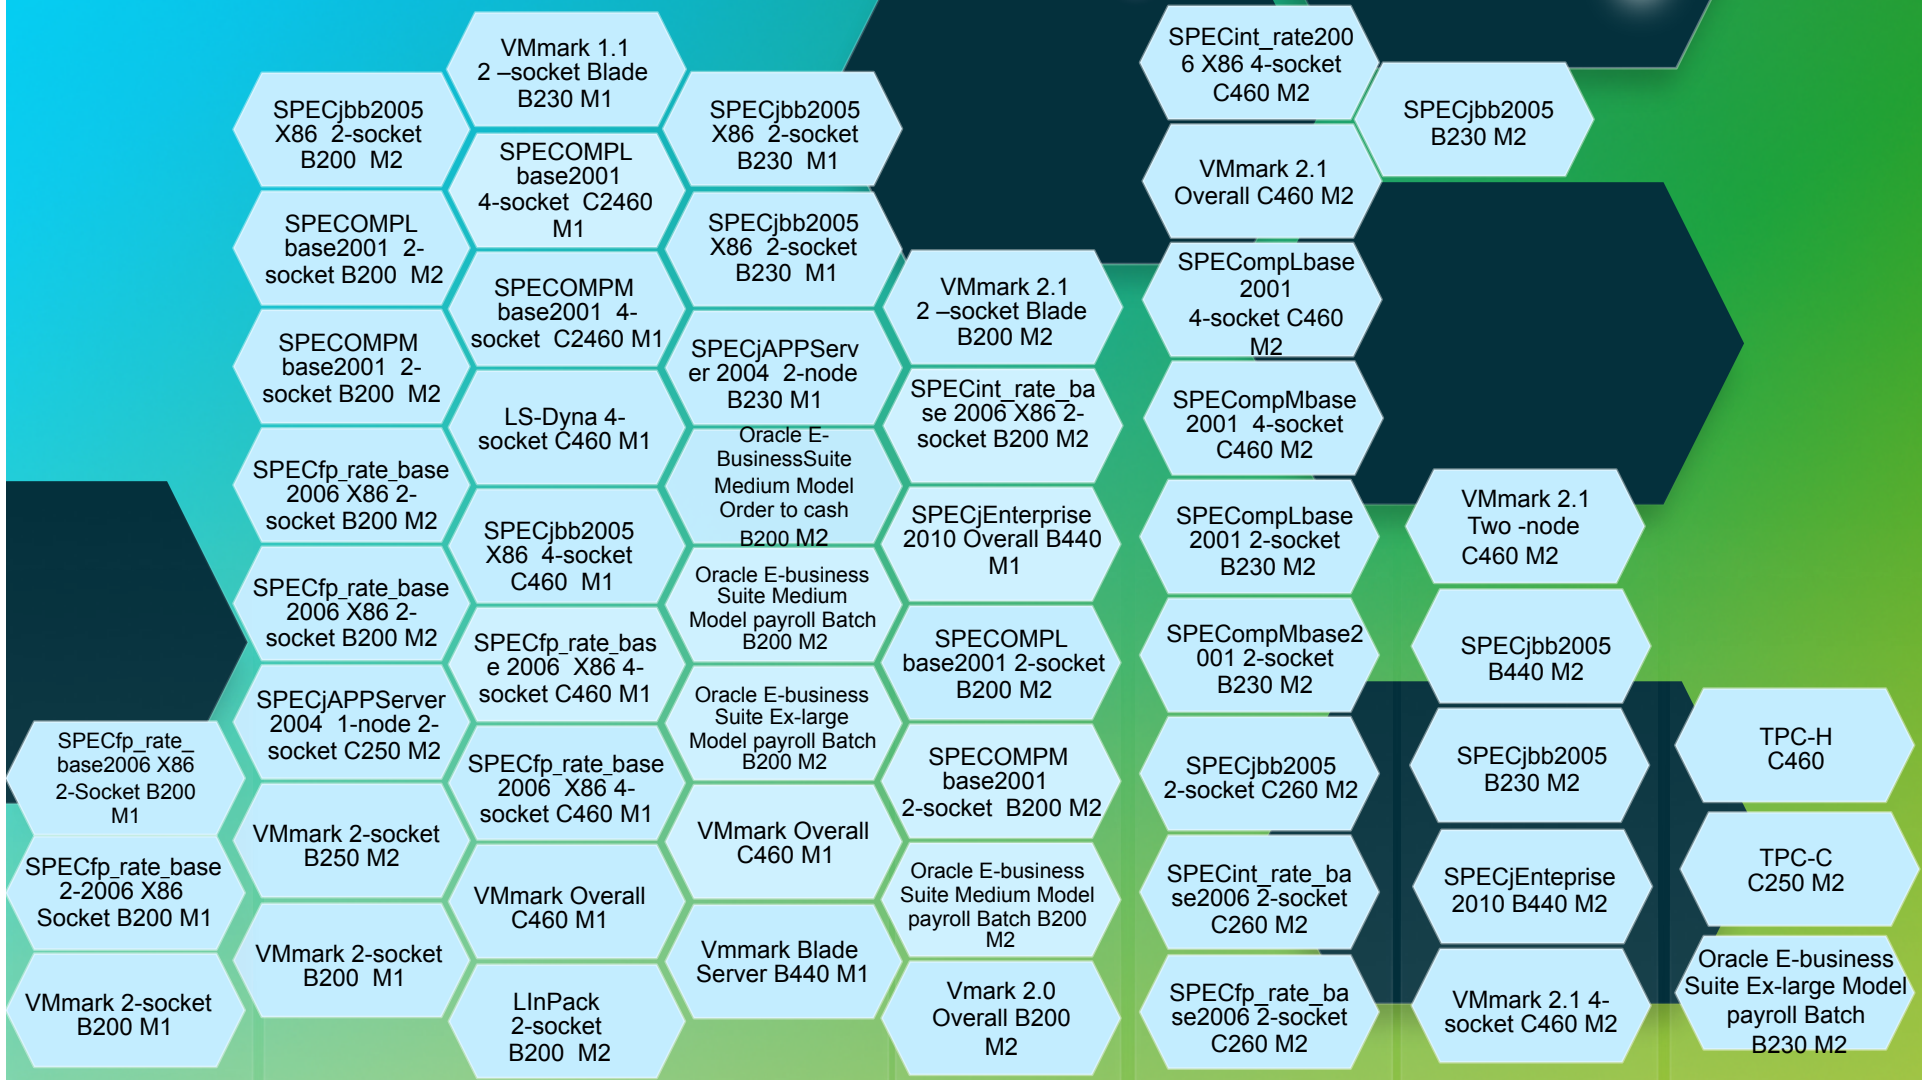 SPECfp_rate_
base2006 X86
2-Socket B200
M1
SPECfp_rate_base
2-2006 X86
Socket B200 M1
VMmark 2-socket
B200 M1
SPECjbb2005
X86 2-socket
B200 M2
SPECOMPL
base2001 2-
socket B200 M2
SPECOMPM
base2001 2-
socket B200 M2
SPECfp_rate_base
2006 X86 2-
socket B200 M2
SPECfp_rate_base
2006 X86 2-
socket B200 M2
SPECjAPPServer
2004 1-node 2-
socket C250 M2
VMmark 2-socket
B250 M2
VMmark 2-socket
B200 M1
VMmark 1.1
2 –socket Blade
B230 M1
SPECOMPL
base2001
4-socket C2460
M1
SPECOMPM
base2001 4-
socket C2460 M1
LS-Dyna 4-
socket C460 M1
SPECjbb2005
X86 4-socket
C460 M1
SPECfp_rate_bas
e 2006 X86 4-
socket C460 M1
SPECfp_rate_base
2006 X86 4-
socket C460 M1
VMmark Overall
C460 M1
LInPack
2-socket
B200 M2
SPECjbb2005
X86 2-socket
B230 M1
SPECjbb2005
X86 2-socket
B230 M1
SPECjAPPServ
er 2004 2-node
B230 M1
Oracle E-
BusinessSuite
Medium Model
Order to cash
B200 M2
Oracle E-business
Suite Medium
Model payroll Batch
B200 M2
Oracle E-business
Suite Ex-large
Model payroll Batch
B200 M2
VMmark Overall
C460 M1
Vmmark Blade
Server B440 M1
VMmark 2.1
2 –socket Blade
B200 M2
SPECint_rate_ba
se 2006 X86 2-
socket B200 M2
SPECjEnterprise
2010 Overall B440
M1
SPECOMPL
base2001 2-socket
B200 M2
SPECOMPM
base2001
2-socket B200 M2
Oracle E-business
Suite Medium Model
payroll Batch B200
M2
Vmark 2.0
Overall B200
M2
SPECint_rate200
6 X86 4-socket
C460 M2
VMmark 2.1
Overall C460 M2
SPECompLbase
2001
4-socket C460
M2
SPECompMbase
2001 4-socket
C460 M2
SPECompLbase
2001 2-socket
B230 M2
SPECompMbase2
001 2-socket
B230 M2
SPECjbb2005
2-socket C260 M2
SPECint_rate_ba
se2006 2-socket
C260 M2
SPECfp_rate_ba
se2006 2-socket
C260 M2
SPECjbb2005
B230 M2
VMmark 2.1
Two -node
C460 M2
SPECjbb2005
B440 M2
SPECjbb2005
B230 M2
SPECjEnteprise
2010 B440 M2
VMmark 2.1 4-
socket C460 M2
TPC-H
C460
TPC-C
C250 M2
Oracle E-business
Suite Ex-large Model
payroll Batch
B230 M2